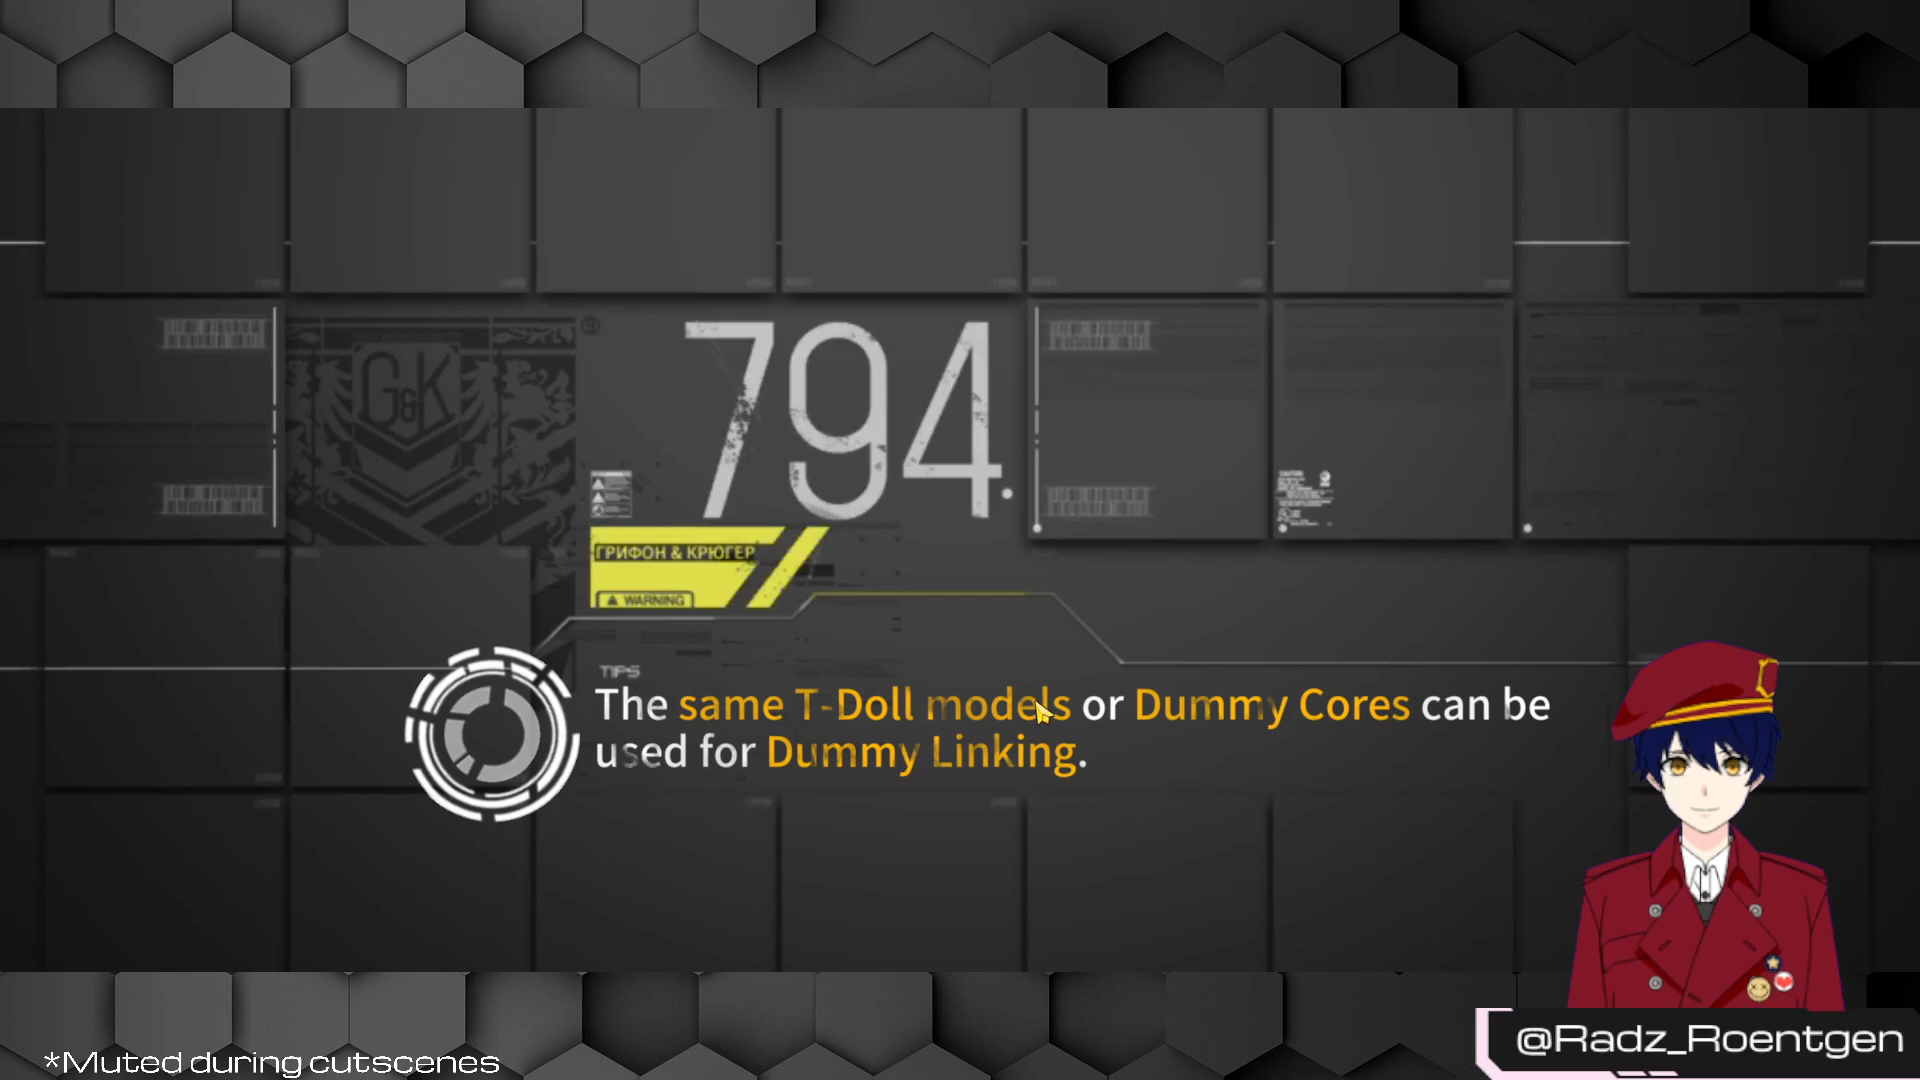 G&K
794.
ГРИФОН & КРЮГЕР
WARNING
TIPS
The same T-Doll models or Dummy Cores can be
used for Dummy Linking.
*Muted during cutscenes
@Radz_Roentgen